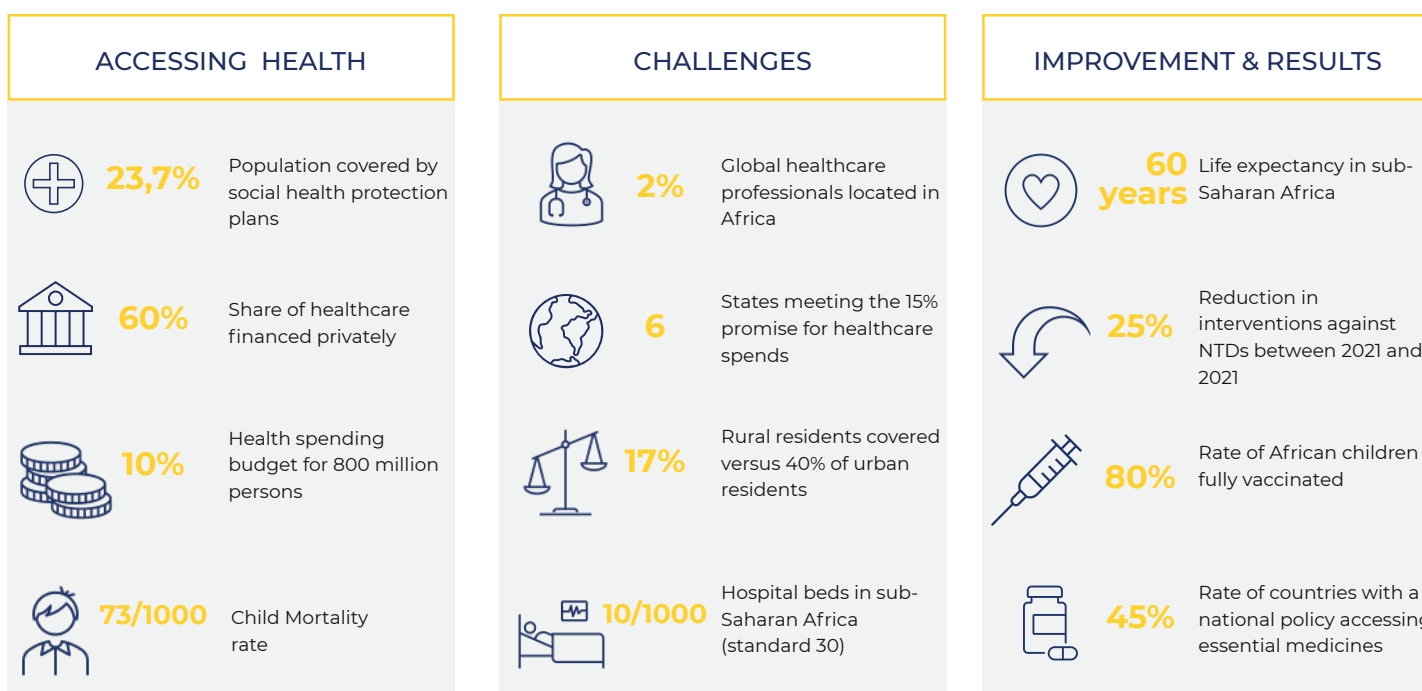 ACCESSING HEALTH
23,7%
Population covered by
social health protection
plans
60%
Share of healthcare
financed privately
10%
Health spending
budget for 800 million
persons
73/1000
Child Mortality
rate
CHALLENGES
2%
Global healthcare
professionals located in
Africa
6
States meeting the 15%
promise for healthcare
spends
17%
Rural residents covered
versus 40% of urban
residents
10/1000
Hospital beds in sub-
Saharan Africa
(standard 30)
IMPROVEMENT & RESULTS
60
years
Life expectancy in sub-
Saharan Africa
25%
Reduction in
interventions against
NTDs between 2021 and
2021
80%
Rate of African children
fully vaccinated
45%
Rate of countries with a
national policy accessing
essential medicines